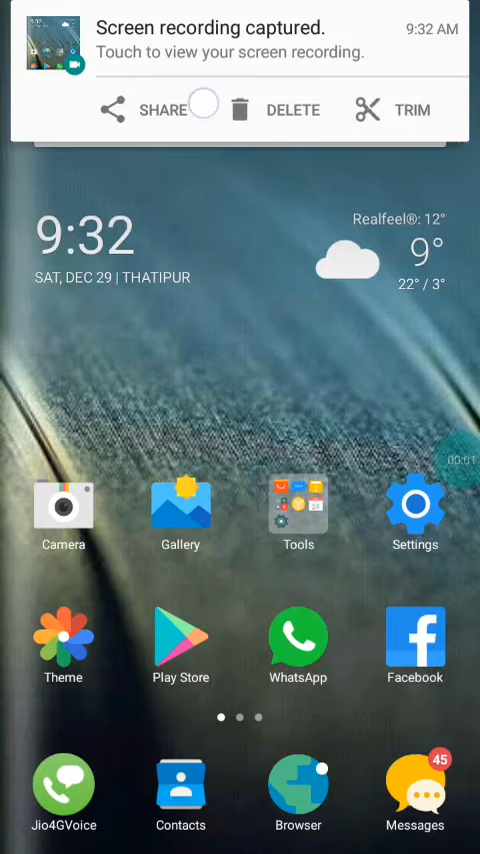 Screen recording captured.
9:32 AM
Touch to view your screen recording.
SHARE
DELETE
TRIM
9:32
SAT, DEC 29 | THATIPUR
Realfeel®: 12°
9°
22° / 3°
00:01
Camera
Gallery
Tools
Settings
Theme
Play Store
WhatsApp
Facebook
45
Jio4GVoice
Contacts
Browser
Messages